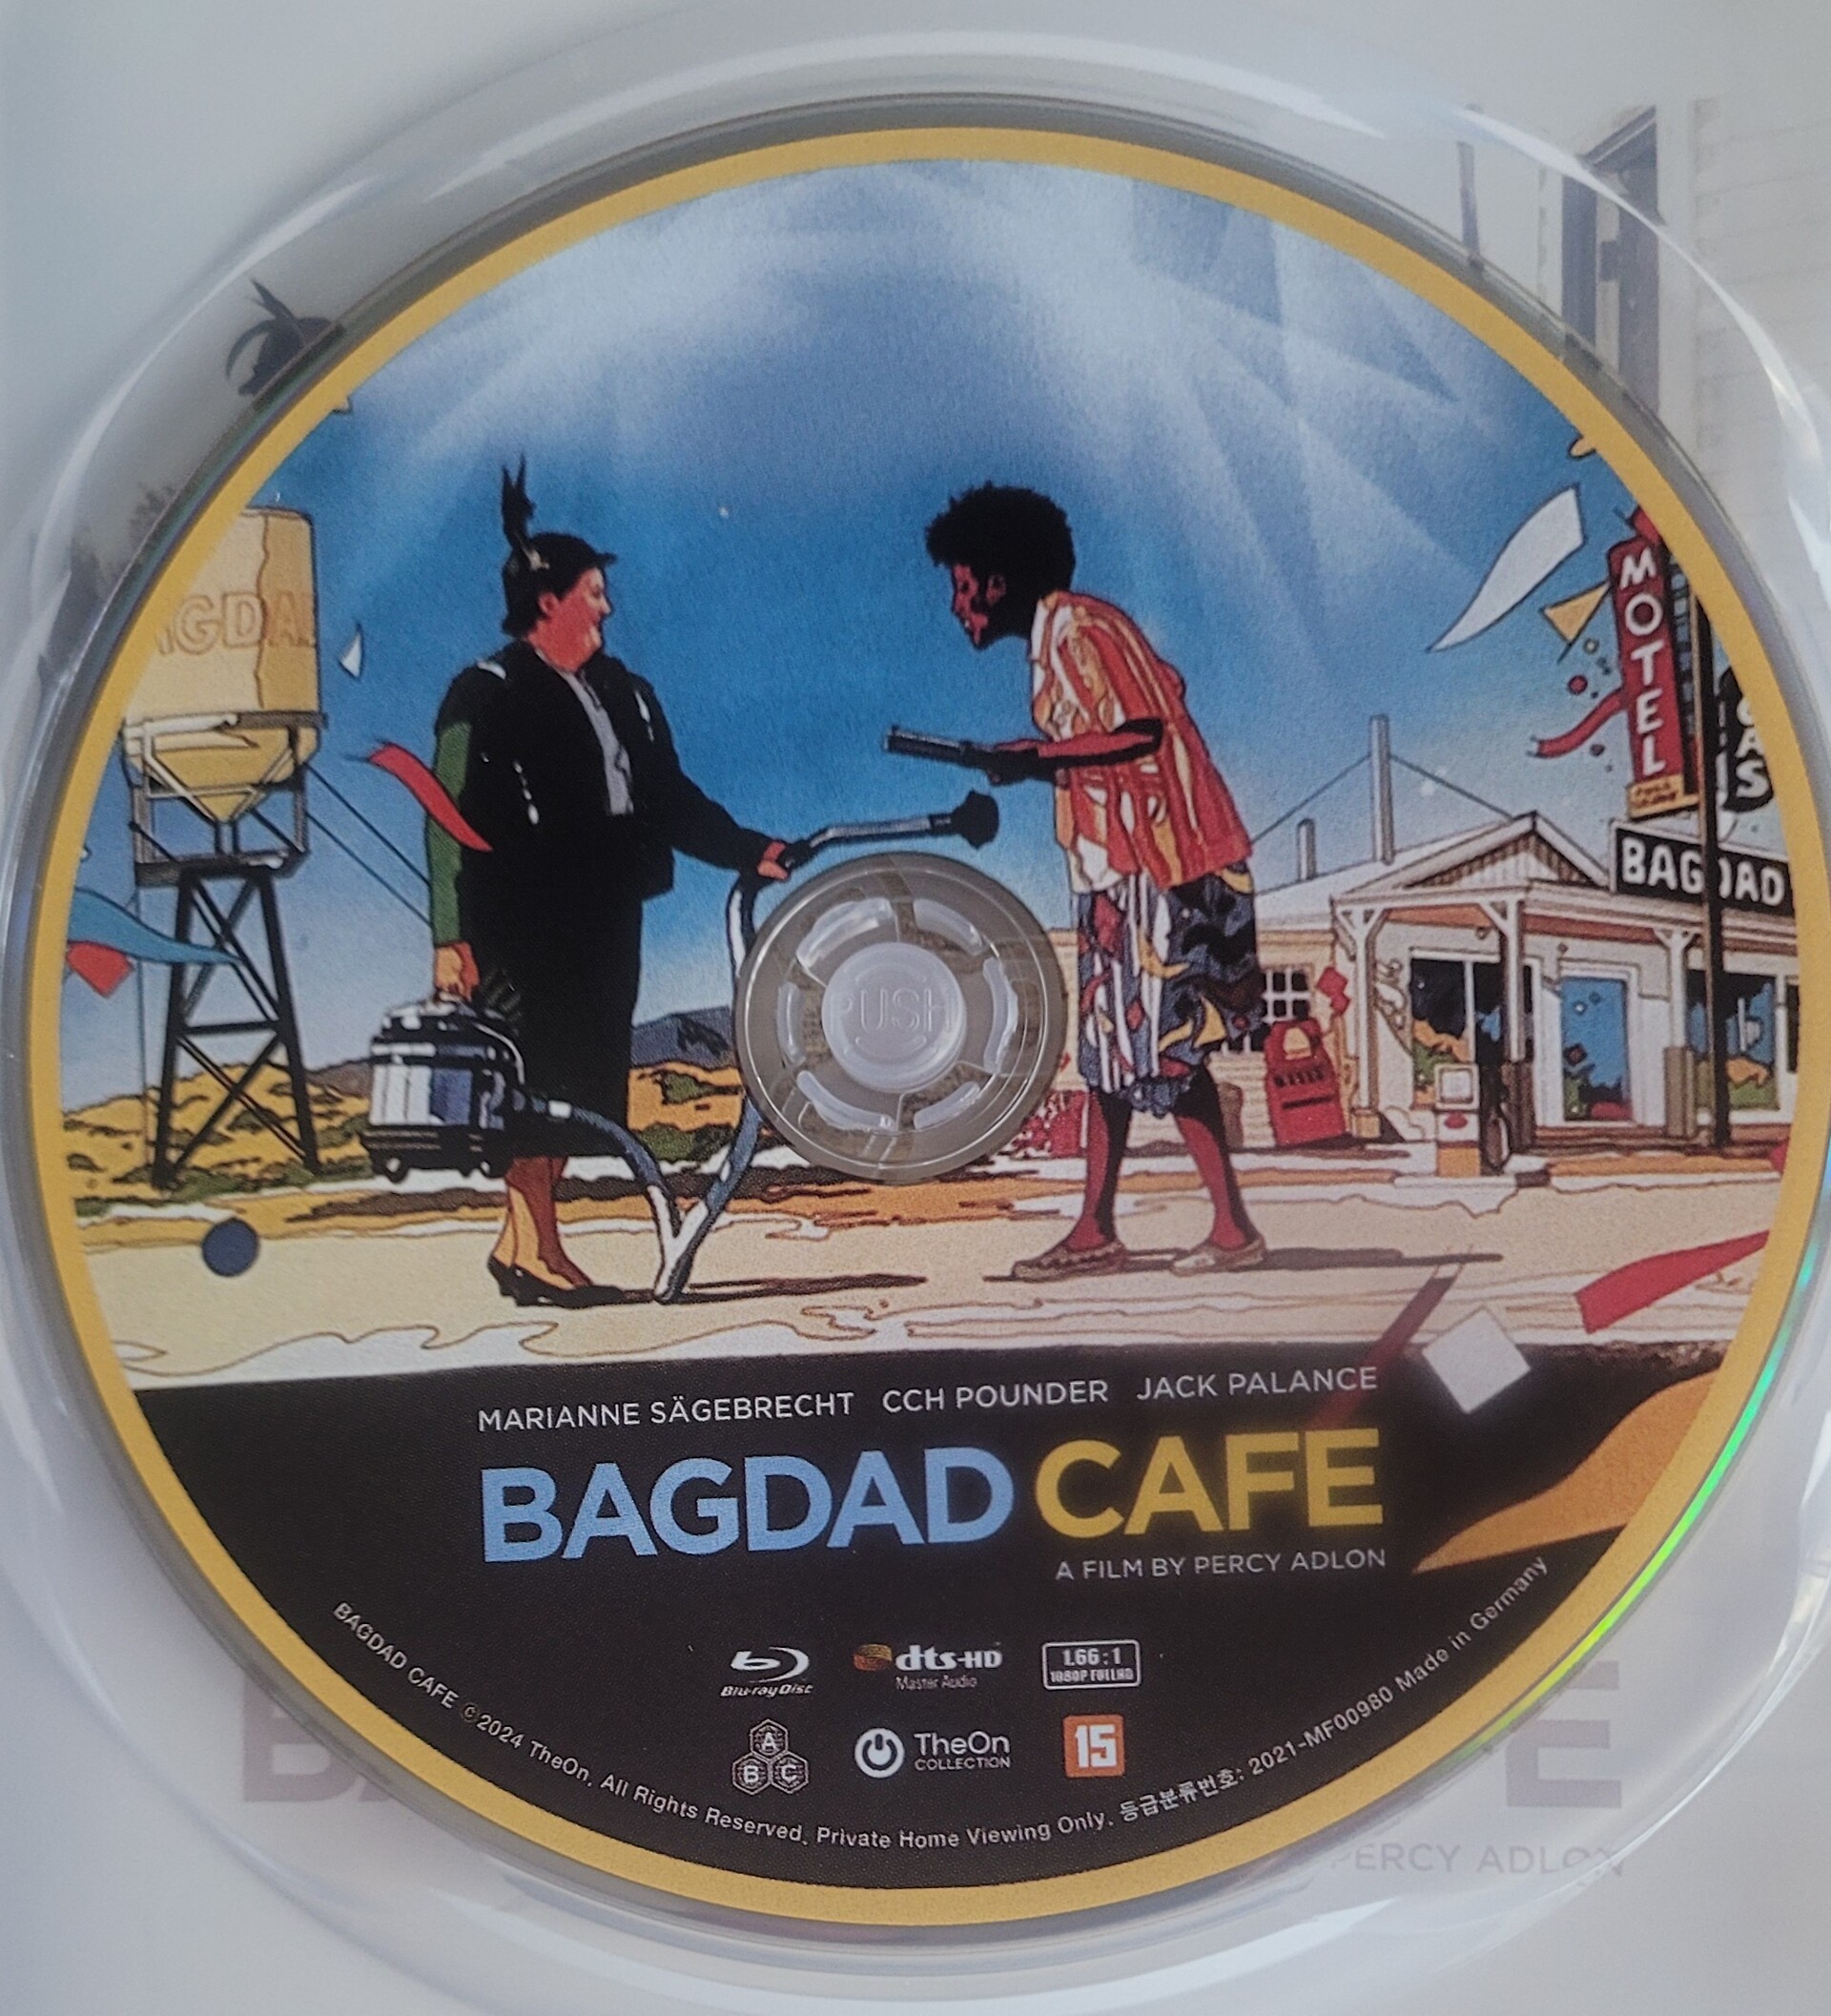 AGDA
MOTEL
GAS
BAGDAD
PUSH
MARIANNE SÄGEBRECHT CCH POUNDER JACK PALANCE
BAGDAD CAFE
A FILM BY PERCY ADLON
Blu-ray Disc
dts-HD
Master Audio
1.66:1
1080P FULLHD
A
B C
TheOn
COLLECTION
15
BAGDAD CAFE ©2024 TheOn. All Rights Reserved. Private Home Viewing Only. 등급분류번호: 2021-MF00980 Made in Germany
E
PERCY ADLON